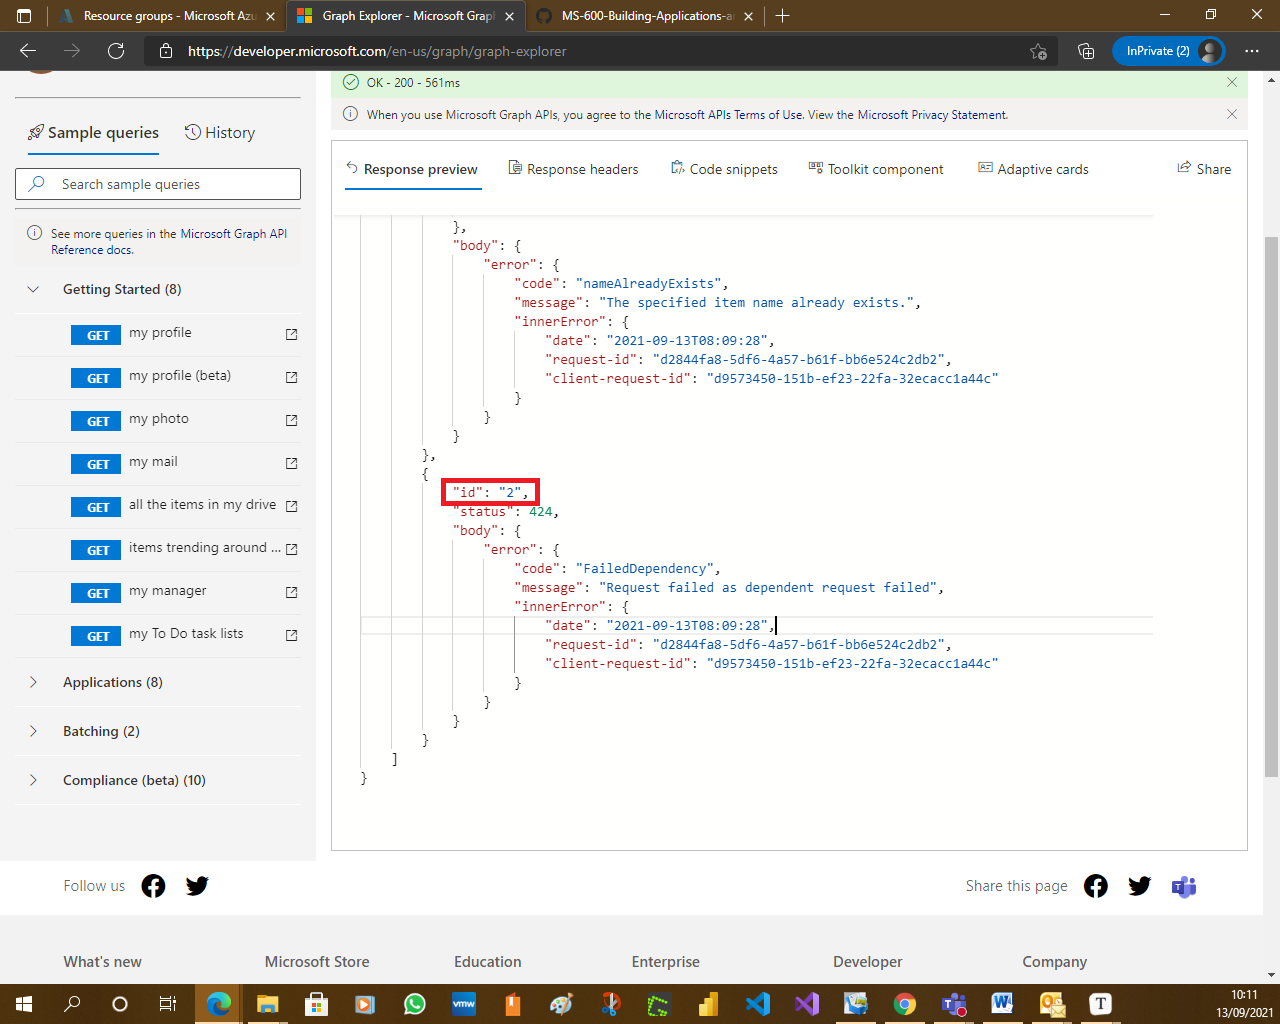 Resource groups - Microsoft Azu
Graph Explorer - Microsoft Graph
MS-600-Building-Applications-a
https://developer.microsoft.com/en-us/graph/graph-explorer
InPrivate (2)
OK - 200 - 561ms
When you use Microsoft Graph APIs, you agree to the Microsoft APIs Terms of Use. View the Microsoft Privacy Statement.
Sample queries
History
Search sample queries
See more queries in the Microsoft Graph API
Reference docs.
Getting Started (8)
GET my profile
GET my profile (beta)
GET my photo
GET my mail
GET all the items in my drive
GET items trending around ...
GET my manager
GET my To Do task lists
Applications (8)
Batching (2)
Compliance (beta) (10)
Response preview
Response headers
Code snippets
Toolkit component
Adaptive cards
Share
},
"body": {
"error": {
"code": "nameAlreadyExists",
"message": "The specified item name already exists.",
"innerError": {
"date": "2021-09-13T08:09:28",
"request-id": "d2844fa8-5df6-4a57-b61f-bb6e524c2db2",
"client-request-id": "d9573450-151b-ef23-22fa-32ecacc1a44c"
}
}
}
},
{
"id": "2",
"status": 424,
"body": {
"error": {
"code": "FailedDependency",
"message": "Request failed as dependent request failed",
"innerError": {
"date": "2021-09-13T08:09:28",
"request-id": "d2844fa8-5df6-4a57-b61f-bb6e524c2db2",
"client-request-id": "d9573450-151b-ef23-22fa-32ecacc1a44c"
}
}
}
}
]
}
Follow us
Share this page
What's new
Microsoft Store
Education
Enterprise
Developer
Company
vmw
T
10:11
13/09/2021